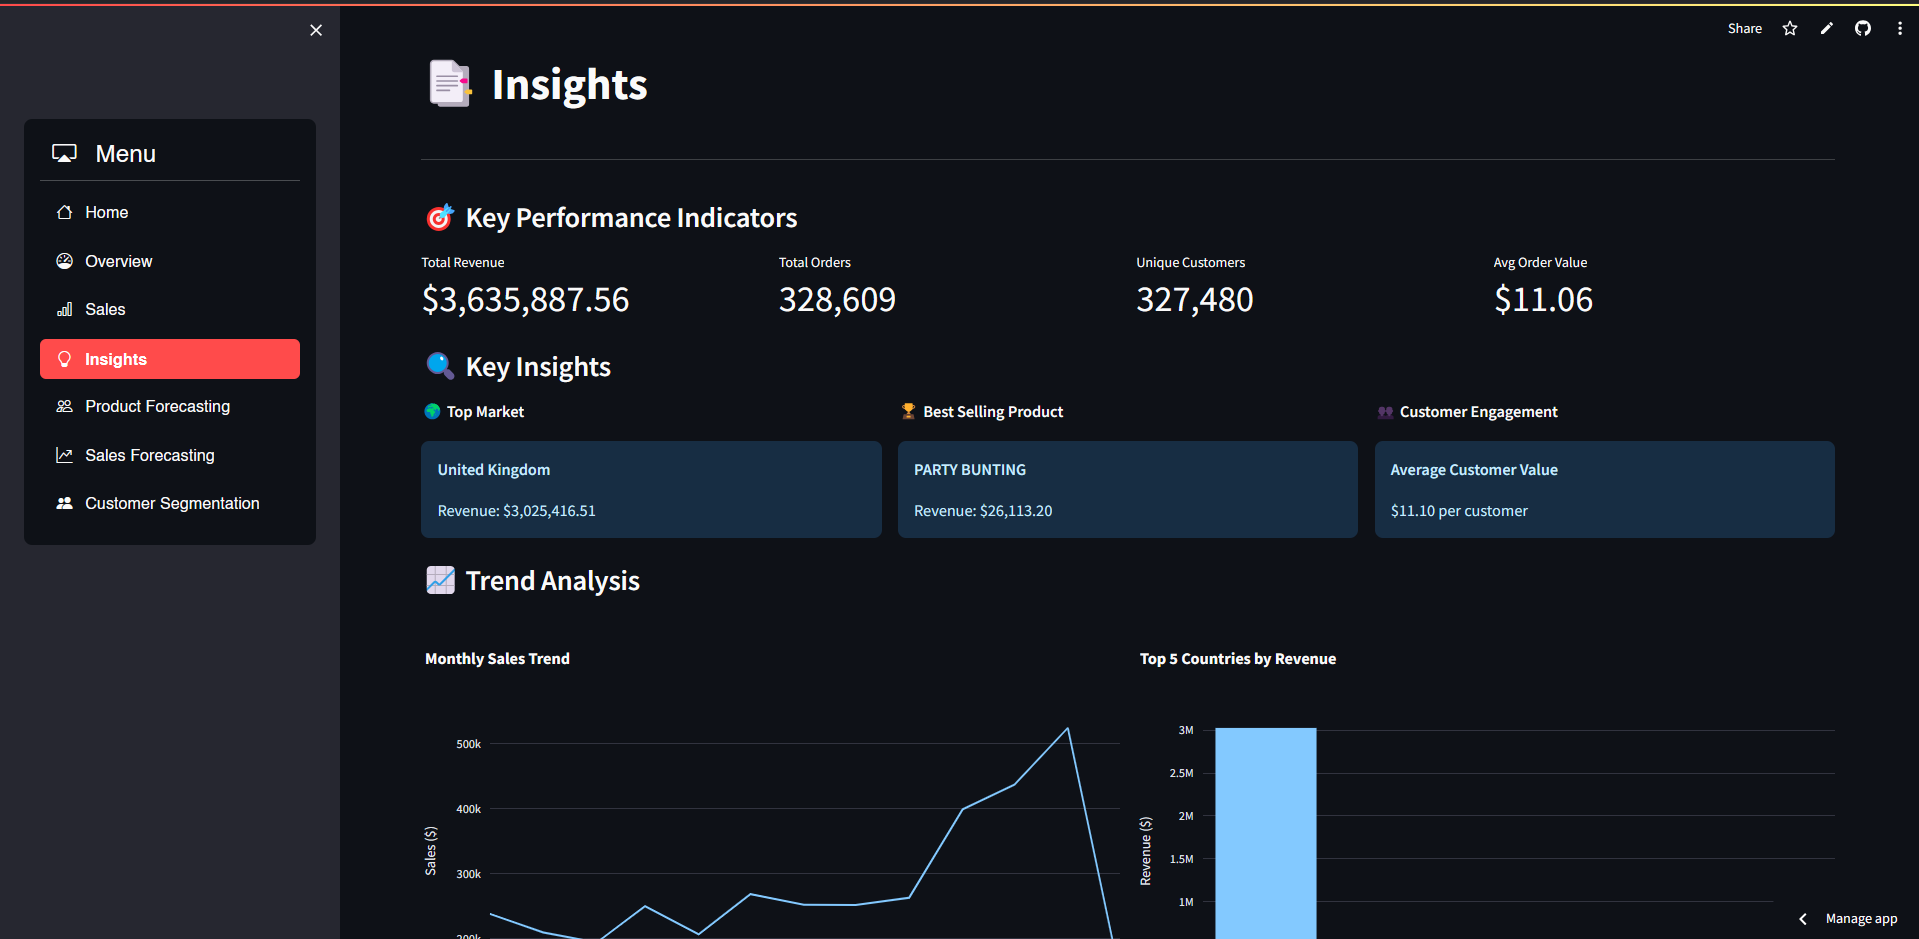 Share
Insights
Menu
Home
Overview
Sales
Insights
Product Forecasting
Sales Forecasting
Customer Segmentation
Key Performance Indicators
Total Revenue
$3,635,887.56
Total Orders
328,609
Unique Customers
327,480
Avg Order Value
$11.06
Key Insights
Top Market
United Kingdom
Revenue: $3,025,416.51
Best Selling Product
PARTY BUNTING
Revenue: $26,113.20
Customer Engagement
Average Customer Value
$11.10 per customer
Trend Analysis
Monthly Sales Trend
500k
400k
300k
200k
Sales ($)
Top 5 Countries by Revenue
3M
2.5M
2M
1.5M
1M
Revenue ($)
Manage app